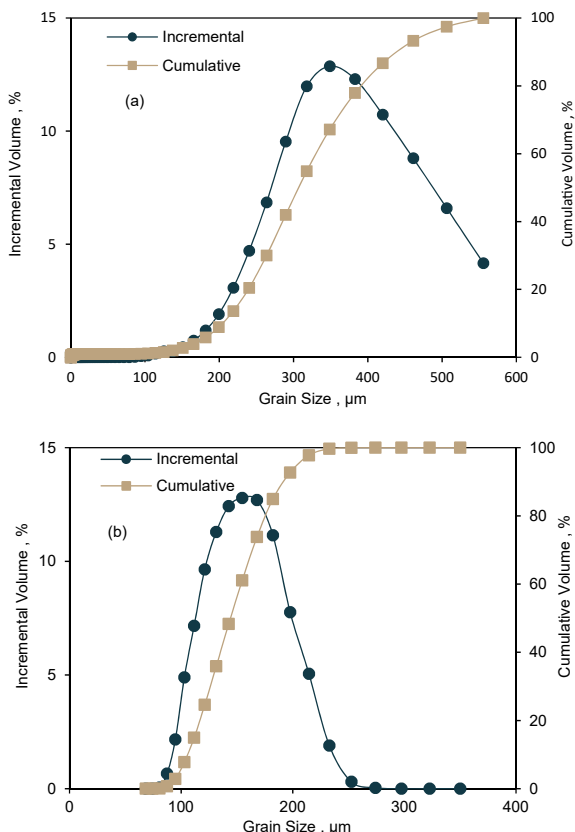 15
100
Incremental
Cumulative
80
(a)
10
60
Incremental Volume , %
Cumulative Volume , %
40
5
20
0
0
0
100
200
300
400
500
600
Grain Size , µm
15
100
Incremental
Cumulative
80
(b)
10
60
Incremental Volume , %
Cumulative Volume , %
40
5
20
0
0
0
100
200
300
400
Grain Size , µm